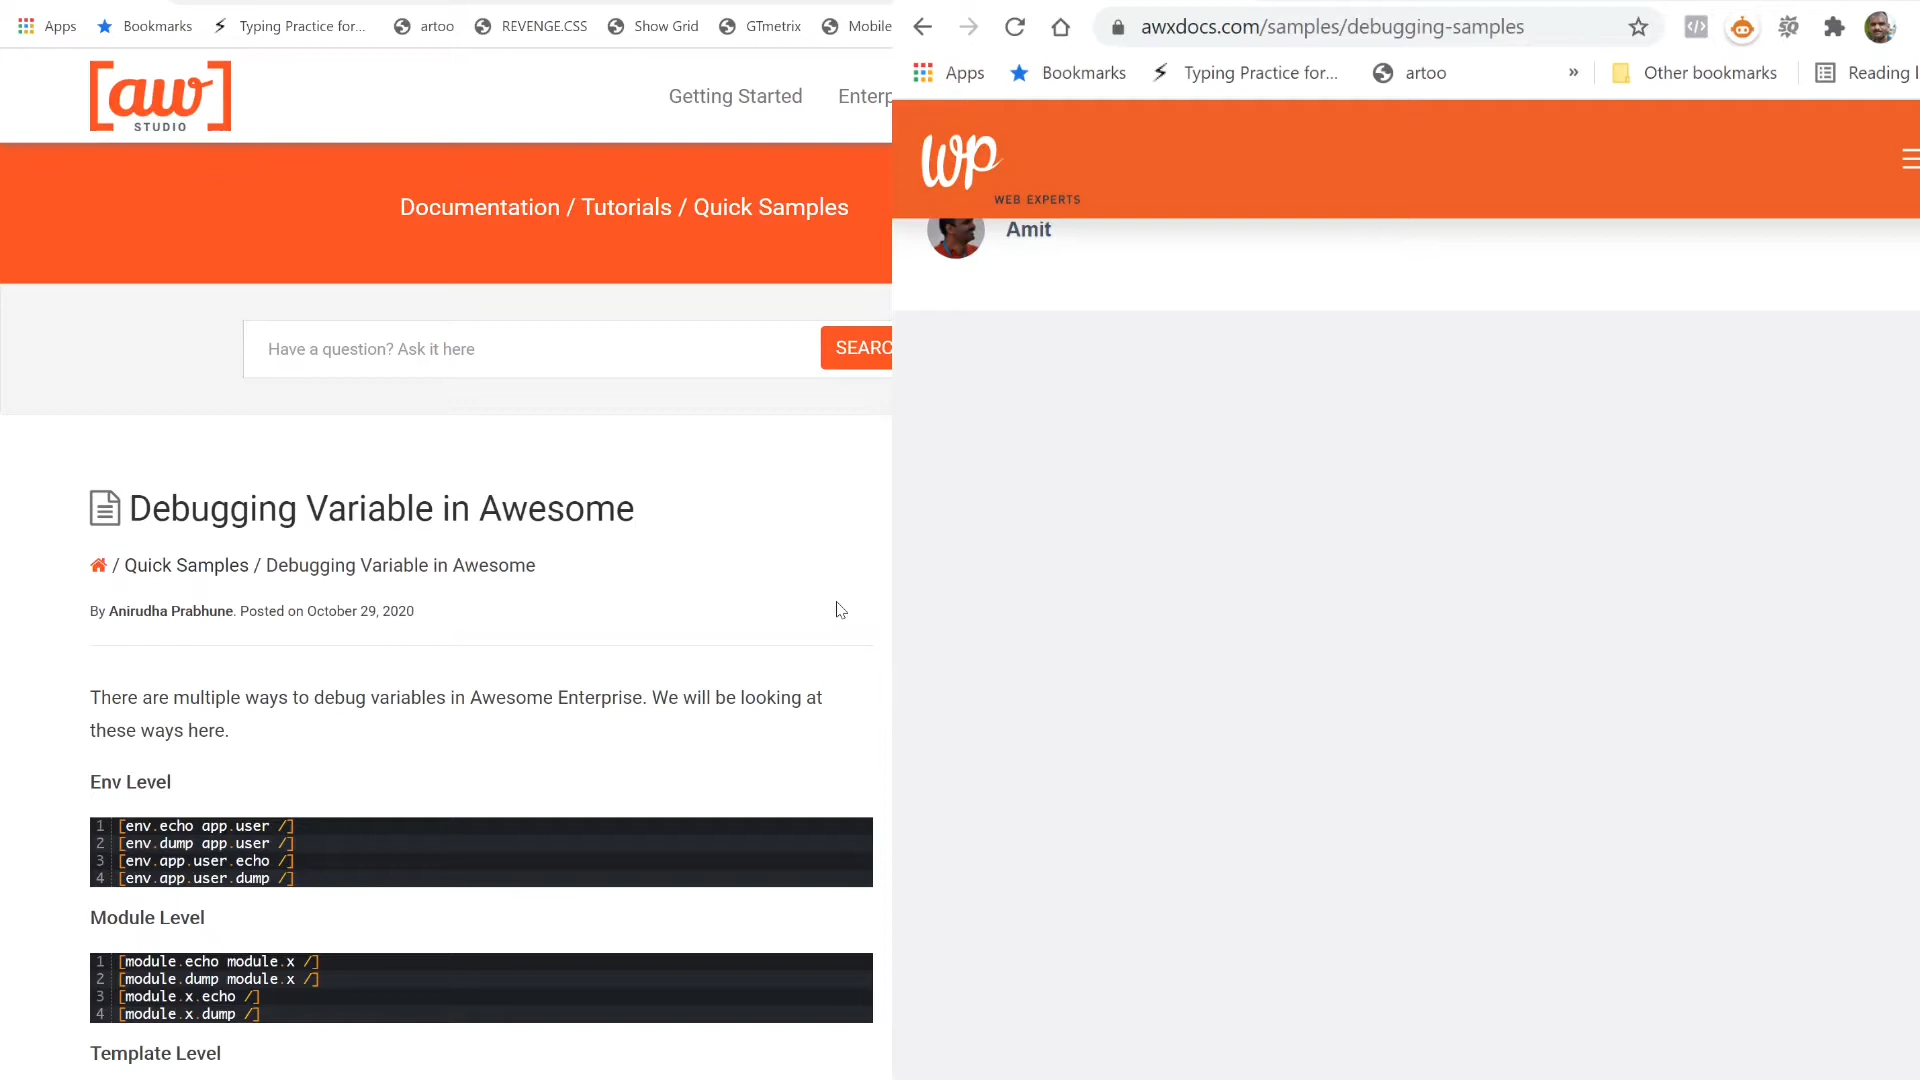 Apps
Bookmarks
Typing Practice for...
artoo
REVENGE.CSS
Show Grid
GTmetrix
Mobile
[aw]
STUDIO
Getting Started
Enterp
Documentation / Tutorials / Quick Samples
Have a question? Ask it here
SEARC
Debugging Variable in Awesome
/ Quick Samples / Debugging Variable in Awesome
By Anirudha Prabhune. Posted on October 29, 2020
There are multiple ways to debug variables in Awesome Enterprise. We will be looking at
these ways here.
Env Level
1 [env.echo app.user /]
2 [env.dump app.user /]
3 [env.app.user.echo /]
4 [env.app.user.dump /]
Module Level
1 [module.echo module.x /]
2 [module.dump module.x /]
3 [module.x.echo /]
4 [module.x.dump /]
Template Level
awxdocs.com/samples/debugging-samples
Apps
Bookmarks
Typing Practice for...
artoo
»
Other bookmarks
Reading l
wp
WEB EXPERTS
Amit